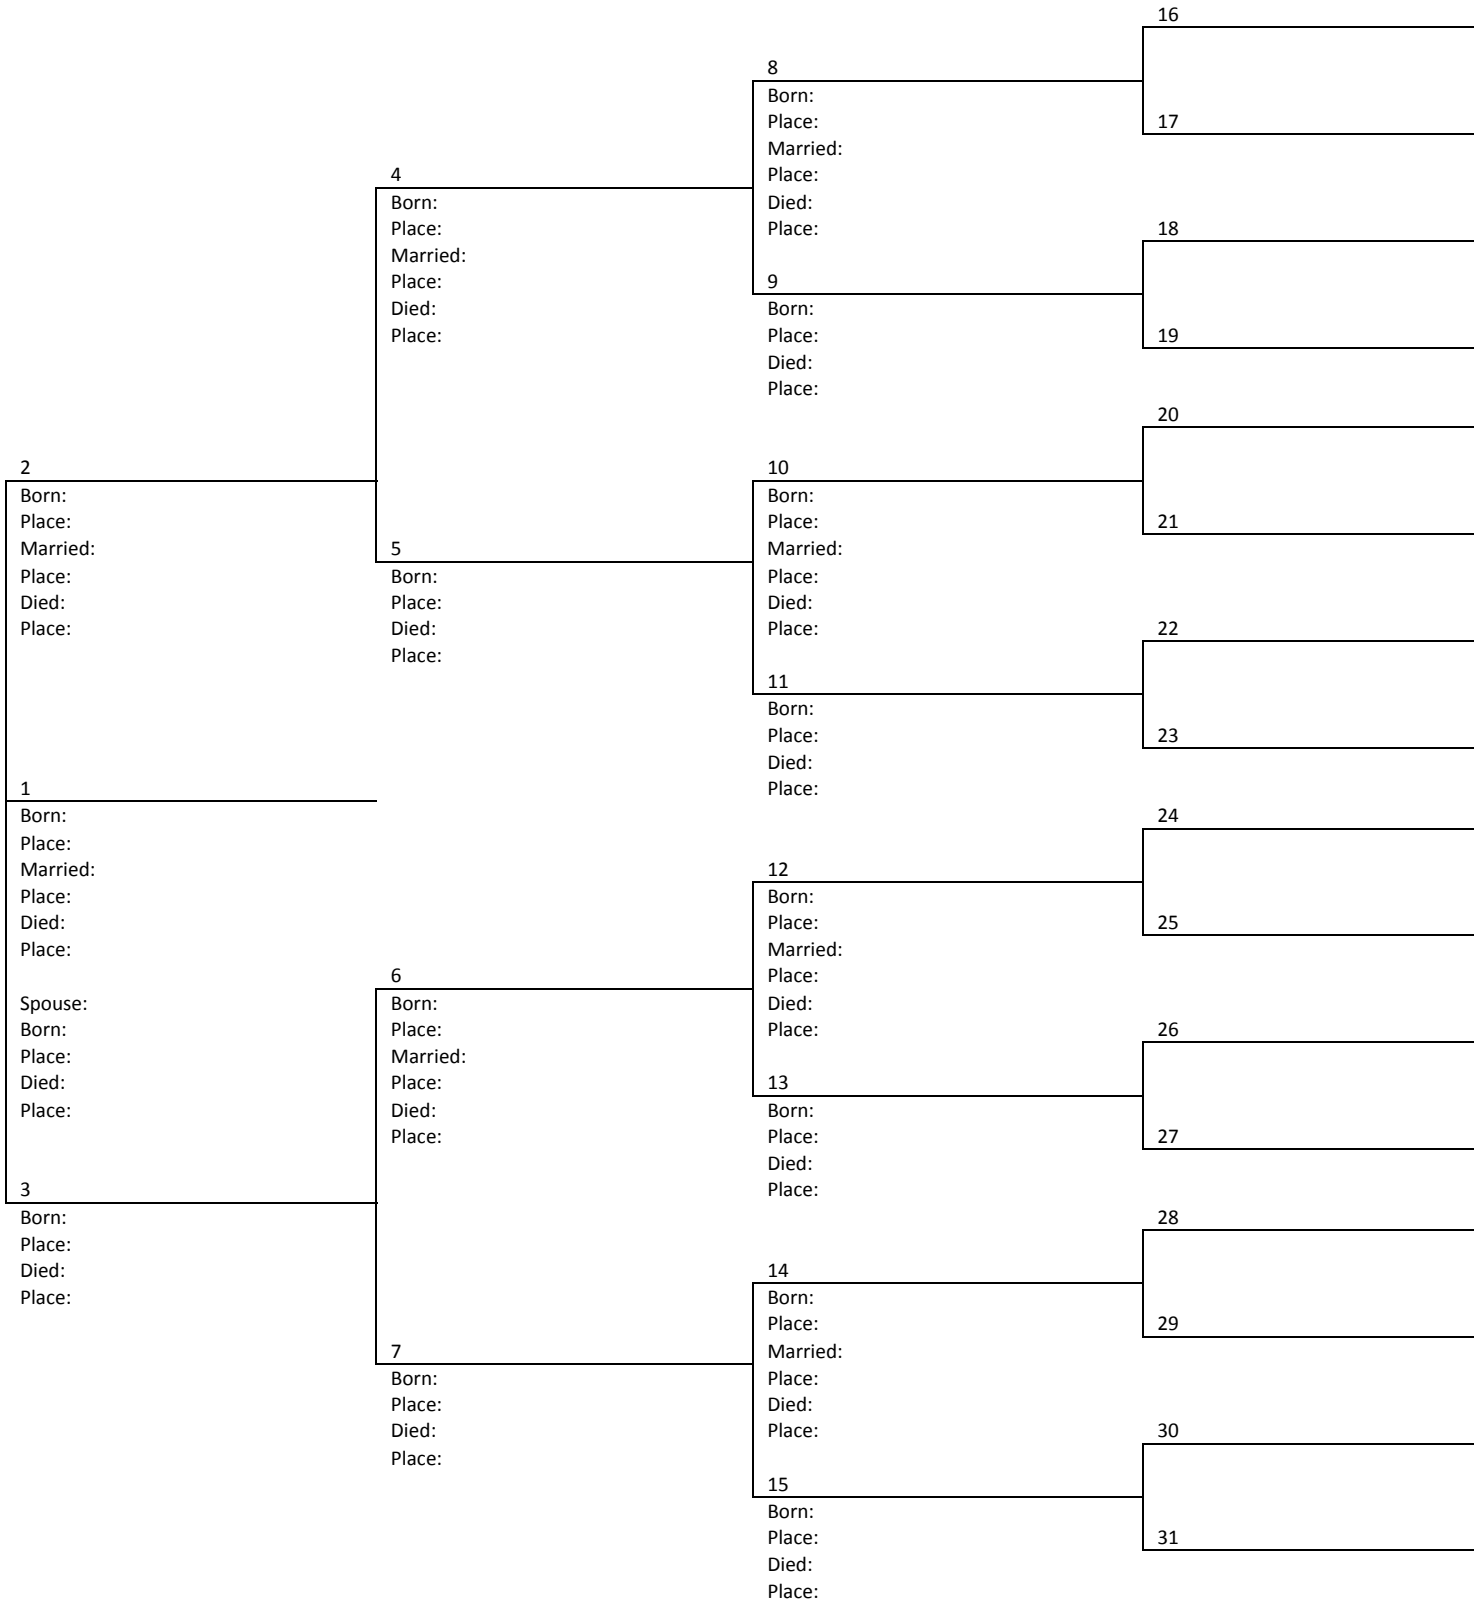 16
8
Born:
Place:
17
Married:
4
Place:
Born:
Died:
Place:
Place:
18
Married:
Place:
9
Died:
Born:
Place:
Place:
19
Died:
Place:
20
2
10
Born:
Born:
Place:
Place:
21
Married:
5
Married:
Place:
Born:
Place:
Died:
Place:
Died:
Place:
Died:
Place:
22
Place:
11
Born:
Place:
23
Died:
1
Place:
Born:
24
Place:
Married:
12
Place:
Born:
Died:
Place:
25
Place:
Married:
6
Place:
Spouse:
Born:
Died:
Born:
Place:
Place:
26
Place:
Married:
Died:
Place:
13
Place:
Died:
Born:
Place:
Place:
27
Died:
3
Place:
Born:
28
Place:
Died:
14
Place:
Born:
Place:
29
7
Married:
Born:
Place:
Place:
Died:
Died:
Place:
30
Place:
15
Born:
Place:
31
Died:
Place: